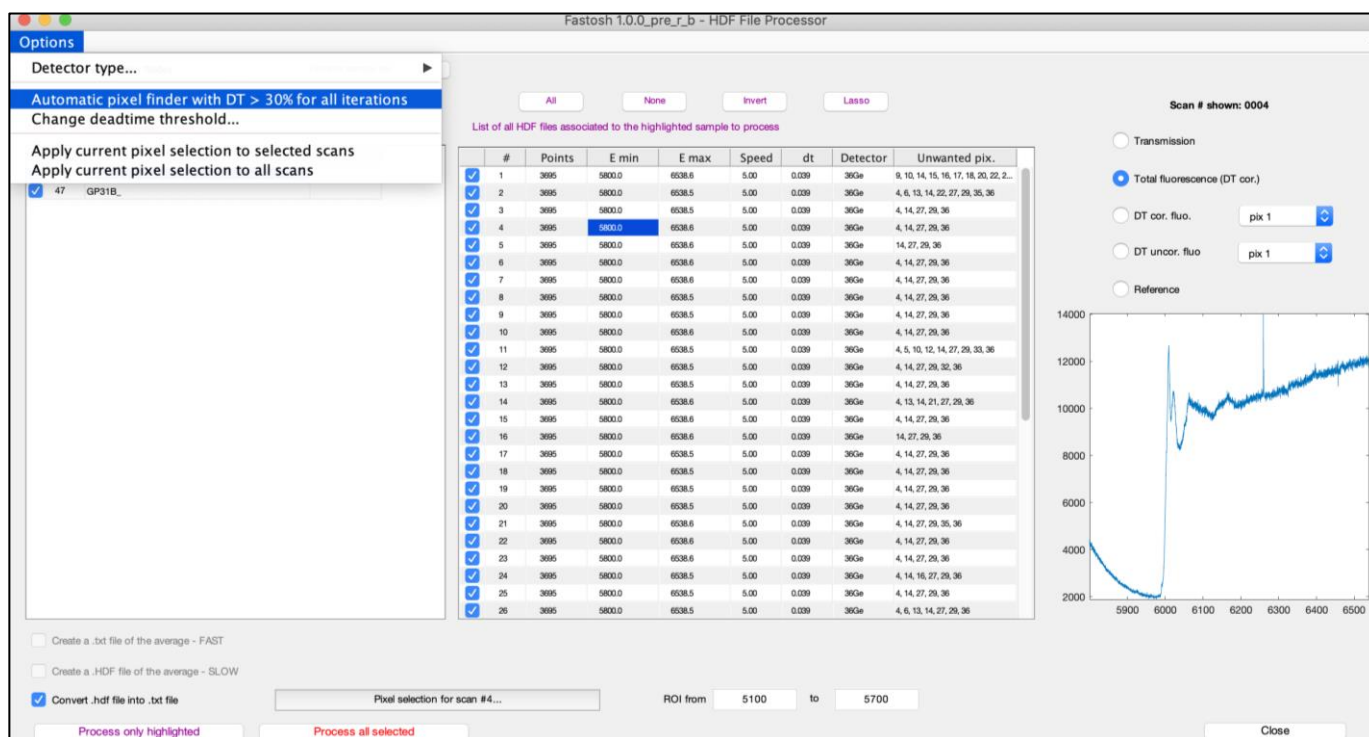 Fastosh 1.0.0_pre_r_b - HDF File Processor
Options
Detector type...
Automatic pixel finder with DT > 30% for all iterations
Change deadtime threshold...
Apply current pixel selection to selected scans
Apply current pixel selection to all scans
47 GP31B_
All None Invert Lasso
List of all HDF files associated to the highlighted sample to process
# Points E min E max Speed dt Detector Unwanted pix.
1 3695 5800.0 6538.6 5.00 0.039 36Ge 9, 10, 14, 15, 16, 17, 18, 20, 22, 2...
2 3695 5800.0 6538.5 5.00 0.039 36Ge 4, 6, 13, 14, 22, 27, 29, 35, 36
3 3695 5800.0 6538.5 5.00 0.039 36Ge 4, 14, 27, 29, 36
4 3695 5800.0 6538.6 5.00 0.039 36Ge 4, 14, 27, 29, 36
5 3695 5800.0 6538.6 5.00 0.039 36Ge 14, 27, 29, 36
6 3695 5800.0 6538.6 5.00 0.039 36Ge 4, 14, 27, 29, 36
7 3695 5800.0 6538.6 5.00 0.039 36Ge 4, 14, 27, 29, 36
8 3695 5800.0 6538.5 5.00 0.039 36Ge 4, 14, 27, 29, 36
9 3695 5800.0 6538.5 5.00 0.039 36Ge 4, 14, 27, 29, 36
10 3695 5800.0 6538.6 5.00 0.039 36Ge 4, 14, 27, 29, 36
11 3695 5800.0 6538.5 5.00 0.039 36Ge 4, 5, 10, 12, 14, 27, 29, 33, 36
12 3695 5800.0 6538.5 5.00 0.039 36Ge 4, 14, 27, 29, 32, 36
13 3695 5800.0 6538.5 5.00 0.039 36Ge 4, 14, 27, 29, 36
14 3695 5800.0 6538.6 5.00 0.039 36Ge 4, 13, 14, 21, 27, 29, 36
15 3695 5800.0 6538.5 5.00 0.039 36Ge 4, 14, 27, 29, 36
16 3695 5800.0 6538.6 5.00 0.039 36Ge 14, 27, 29, 36
17 3695 5800.0 6538.5 5.00 0.039 36Ge 4, 14, 27, 29, 36
18 3695 5800.0 6538.5 5.00 0.039 36Ge 4, 14, 27, 29, 36
19 3695 5800.0 6538.5 5.00 0.039 36Ge 4, 14, 27, 29, 36
20 3695 5800.0 6538.5 5.00 0.039 36Ge 4, 14, 27, 29, 36
21 3695 5800.0 6538.6 5.00 0.039 36Ge 4, 14, 27, 29, 35, 36
22 3695 5800.0 6538.6 5.00 0.039 36Ge 4, 14, 27, 29, 36
23 3695 5800.0 6538.6 5.00 0.039 36Ge 4, 14, 27, 29, 36
24 3695 5800.0 6538.5 5.00 0.039 36Ge 4, 14, 16, 27, 29, 36
25 3695 5800.0 6538.5 5.00 0.039 36Ge 4, 14, 27, 29, 36
26 3695 5800.0 6538.6 5.00 0.039 36Ge 4, 6, 13, 14, 27, 29, 36
Scan # shown: 0004
Transmission
Total fluorescence (DT cor.)
DT cor. fluo. pix 1
DT uncor. fluo pix 1
Reference
14000
12000
10000
8000
6000
4000
2000
5900 6000 6100 6200 6300 6400 6500
Create a .txt file of the average - FAST
Create a .HDF file of the average - SLOW
Convert .hdf file into .txt file
Pixel selection for scan #4...
ROI from 5100 to 5700
Process only highlighted Process all selected Close